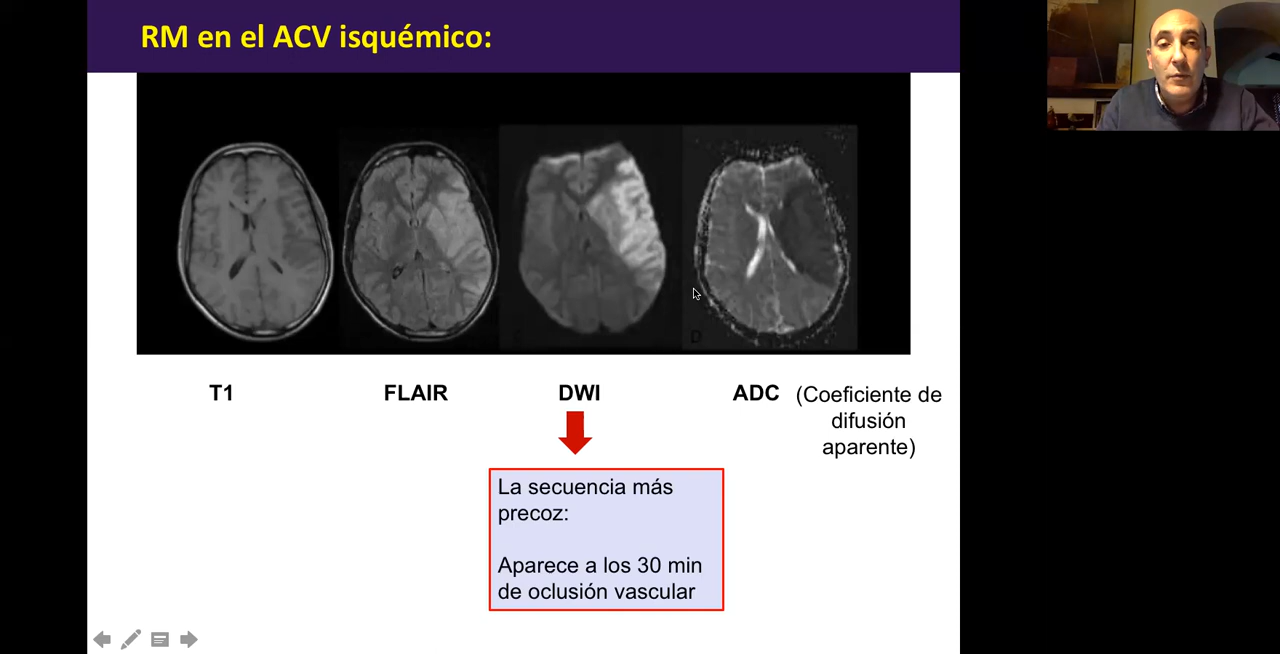 RM en el ACV isquémico:
D
T1
FLAIR
DWI
ADC
(Coeficiente de
difusión
aparente)
La secuencia más
precoz:
Aparece a los 30 min
de oclusión vascular